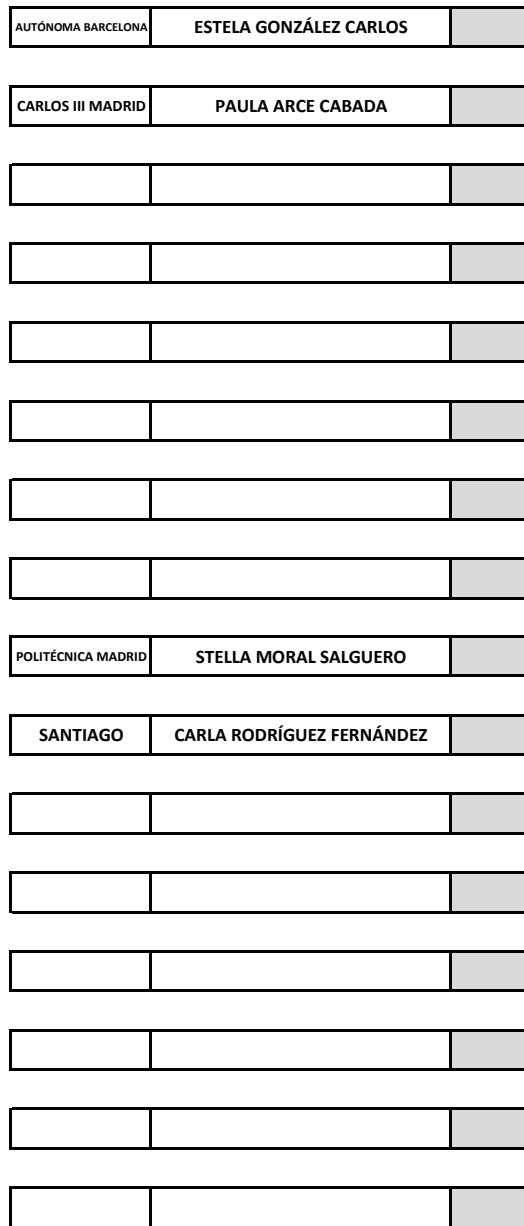 AUTÓNOMA BARCELONA ESTELA GONZÁLEZ CARLOS
CARLOS III MADRID PAULA ARCE CABADA
POLITÉCNICA MADRID STELLA MORAL SALGUERO
SANTIAGO CARLA RODRÍGUEZ FERNÁNDEZ